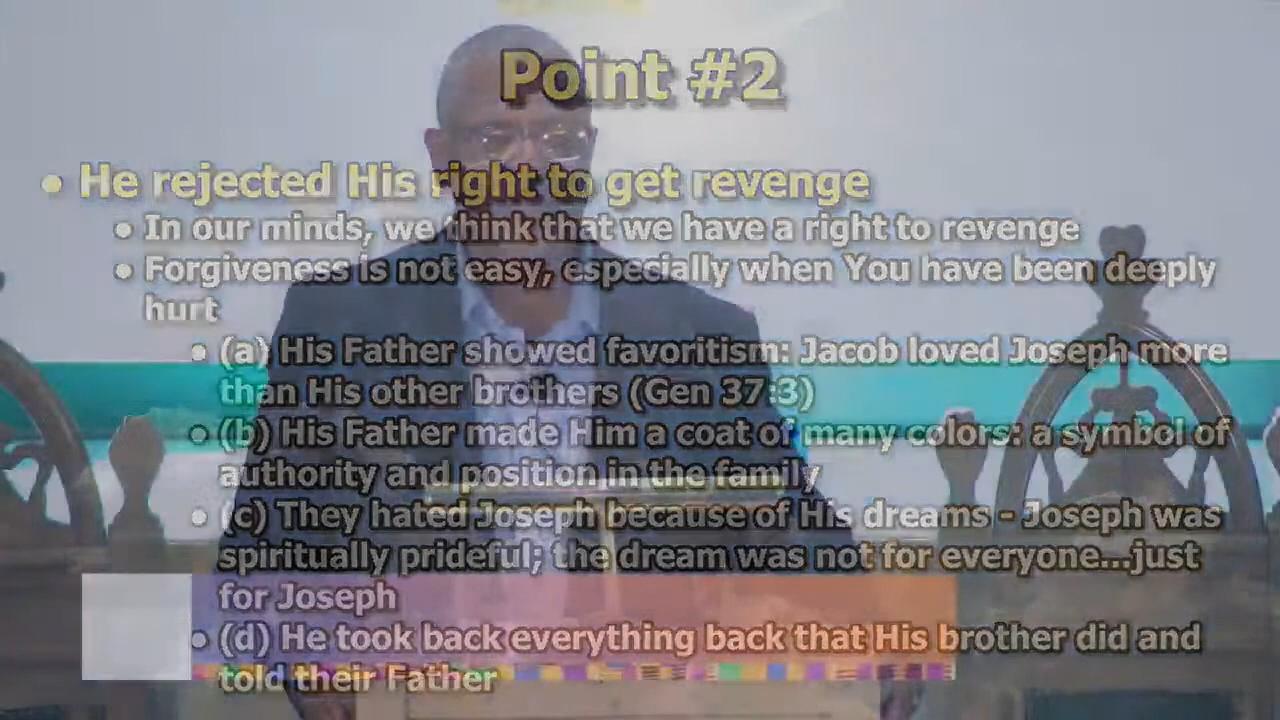 Point #2
• He rejected His right to get revenge
• In our minds, we think that we have a right to revenge
• Forgiveness is not easy, especially when You have been deeply
hurt
• (a) His Father showed favoritism: Jacob loved Joseph more
than His other brothers (Gen 37:3)
• (b) His Father made Him a coat of many colors: a symbol of
authority and position in the family
• (c) They hated Joseph because of His dreams - Joseph was
spiritually prideful; the dream was not for everyone...just
for Joseph
• (d) He took back everything back that His brother did and
told their Father